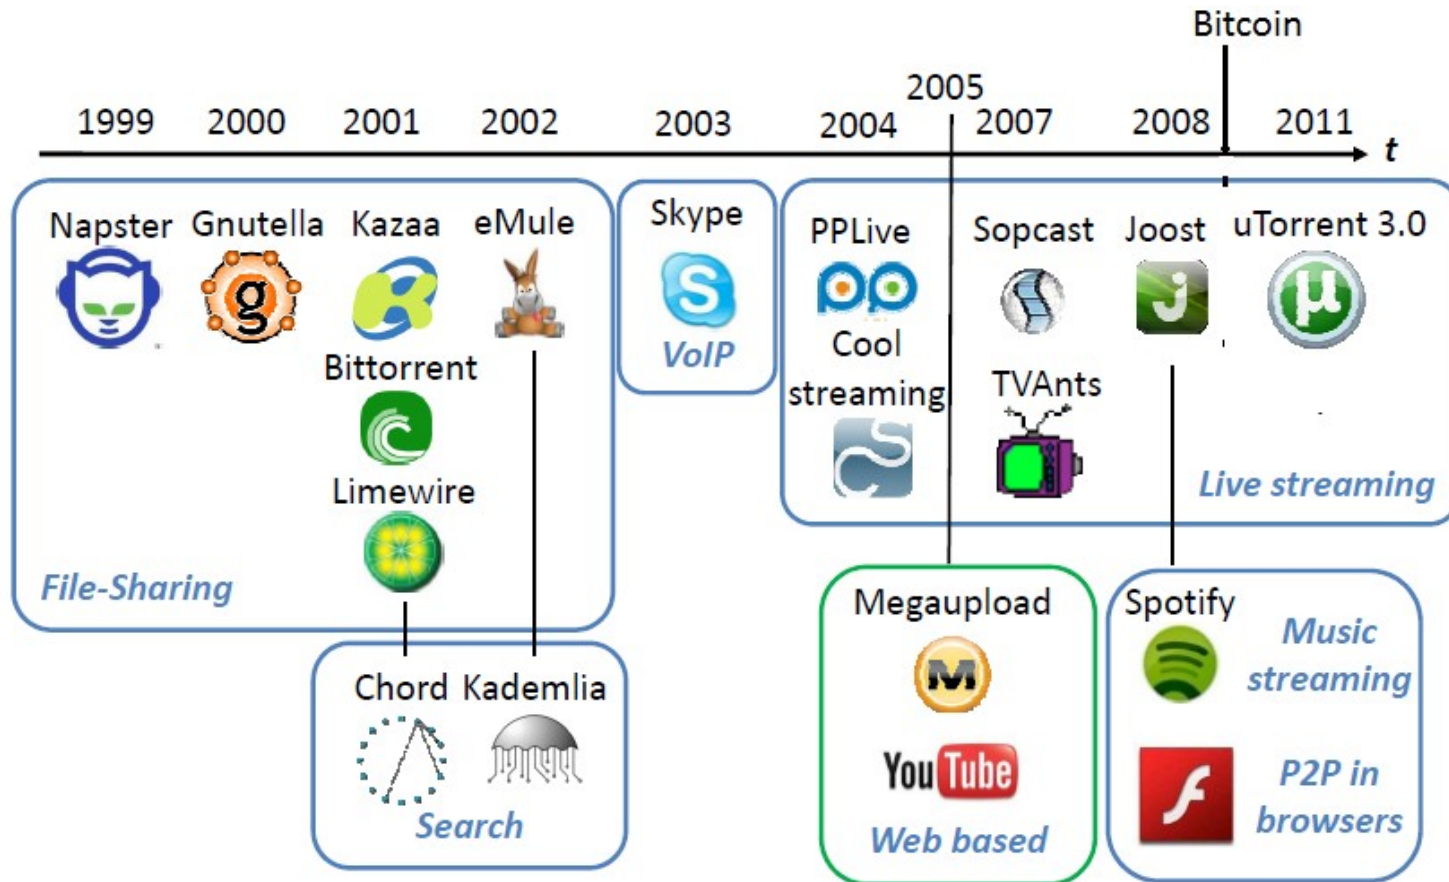 Bitcoin
2005
1999 2000 2001 2002 2003 2004 2007 2008 2011
t
Napster Gnutella Kazaa eMule Skype PPLive Sopcast Joost uTorrent 3.0
g
S
pp
J
µ
VoIP
Cool
streaming
Bittorrent
TVAnts
Limewire
Live streaming
File-Sharing
Megaupload
Spotify
Music
streaming
M
Chord Kademlia
YouTube
P2P in
browsers
f
Search
Web based